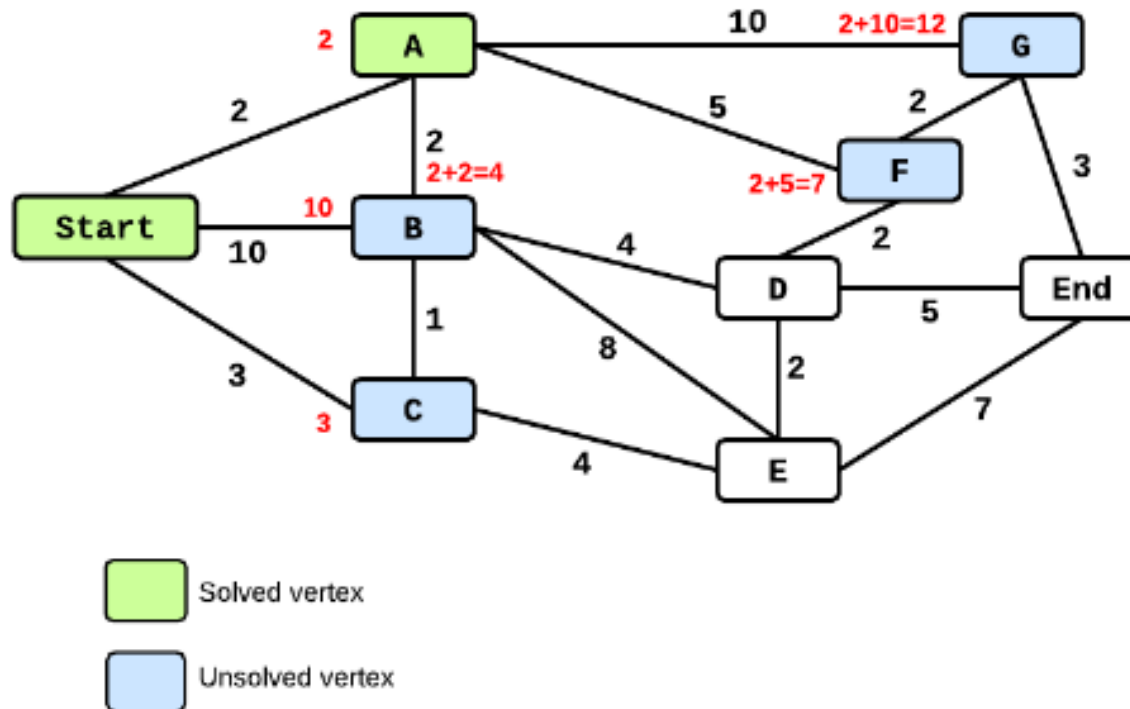 2 A 10 2+10=12 G
2 5 2
2 2+5=7 F 3
2+2=4
Start 10 B 4 2
10 D End
1 8 5
3 2
3 C 7
4 E
Solved vertex
Unsolved vertex